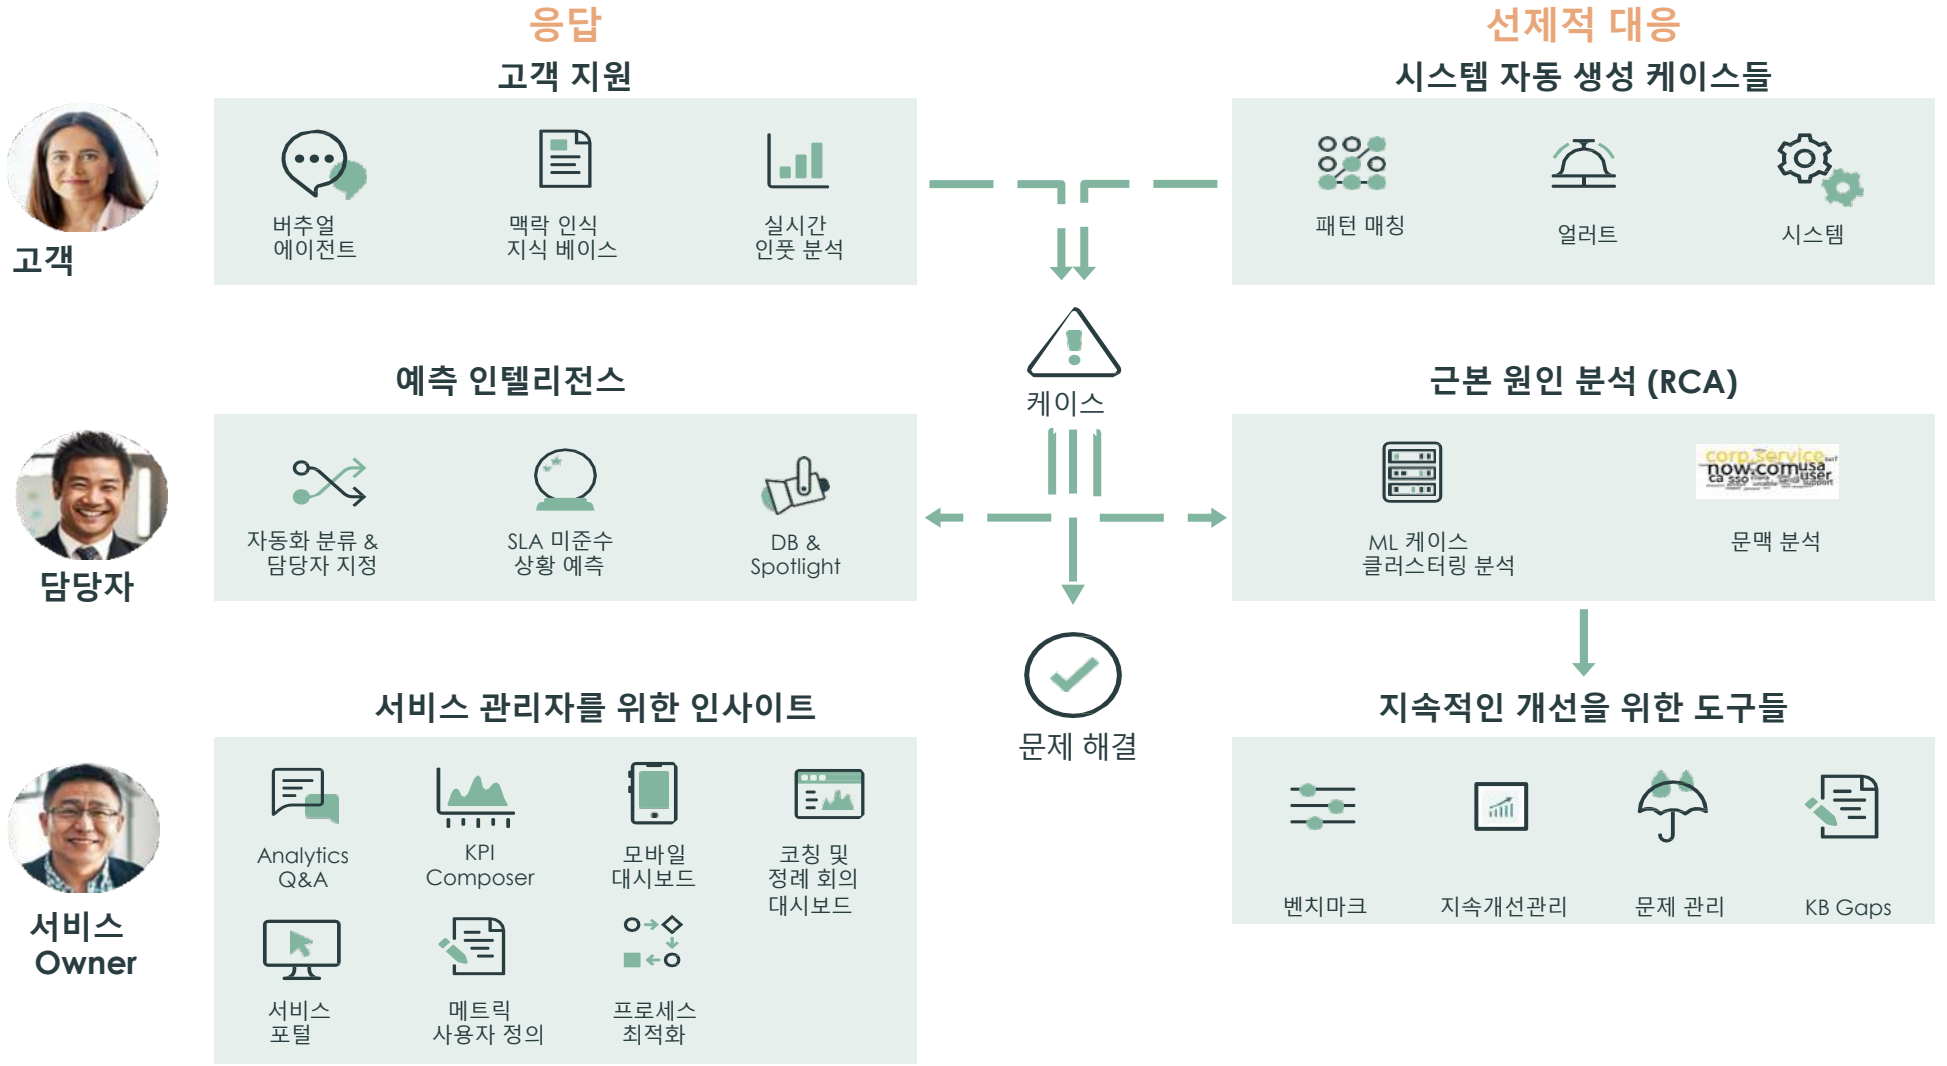 응답
선제적 대응
고객 지원
시스템 자동 생성 케이스들
고객
버추얼
에이전트
맥락 인식
지식 베이스
실시간
인풋 분석
패턴 매칭
얼러트
시스템
케이스
예측 인텔리전스
근본 원인 분석 (RCA)
담당자
자동화 분류 &
담당자 지정
SLA 미준수
상황 예측
DB &
Spotlight
ML 케이스
클러스터링 분석
corp.service
now.com usa
ca sso user
support
문맥 분석
문제 해결
서비스 관리자를 위한 인사이트
지속적인 개선을 위한 도구들
서비스
Owner
Analytics
Q&A
KPI
Composer
모바일
대시보드
코칭 및
정례 회의
대시보드
서비스
포털
메트릭
사용자 정의
프로세스
최적화
벤치마크
지속개선관리
문제 관리
KB Gaps